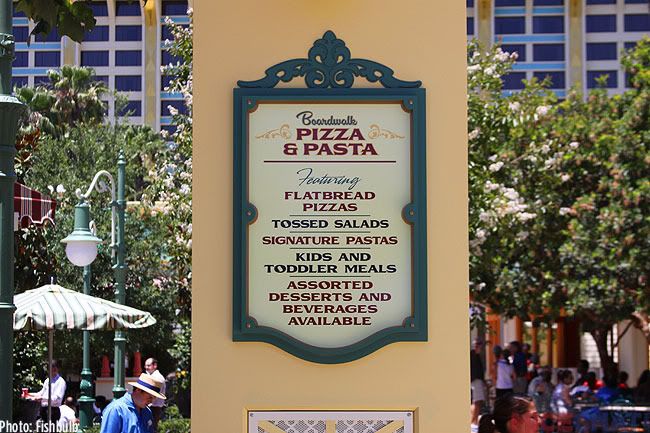 Boardwalk
PIZZA
& PASTA
Featuring
FLATBREAD
PIZZAS
TOSSED SALADS
SIGNATURE PASTAS
KIDS AND
TODDLER MEALS
ASSORTED
DESSERTS AND
BEVERAGES
AVAILABLE
Photo: Fishbulb